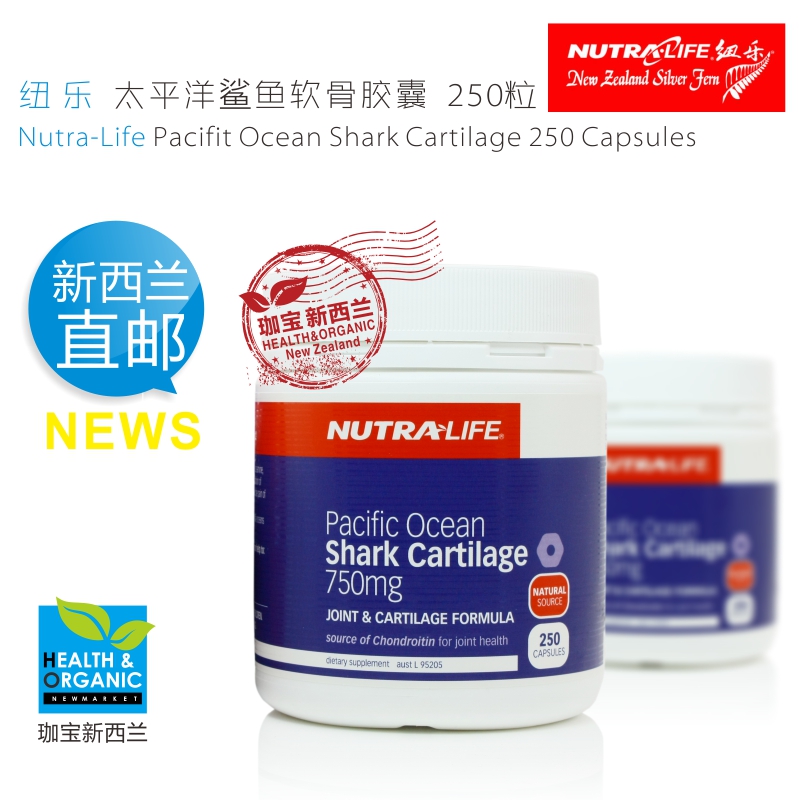 纽乐 太平洋鲨鱼软骨胶囊 250粒
Nutra-Life Pacifit Ocean Shark Cartilage 250 Capsules
NUTRA-LIFE 纽乐
New Zealand Silver Fern
新西兰
直邮
NEWS
珈宝新西兰
HEALTH&ORGANIC
New Zealand
NUTRALIFE
Pacific Ocean
Shark Cartilage
750mg
NATURAL
SOURCE
JOINT & CARTILAGE FORMULA
source of Chondroitin for joint health
250
CAPSULES
dietary supplement aust L 95205
HEALTH &
ORGANIC
NEWMARKET
珈宝新西兰